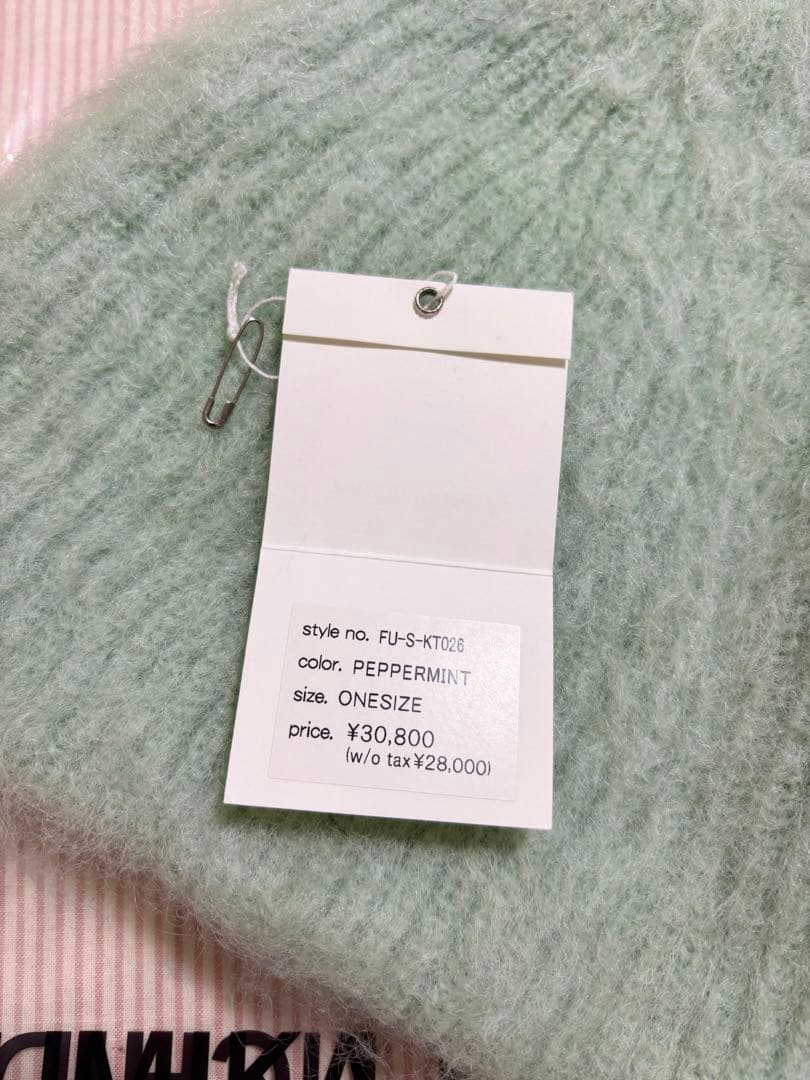 style no. FU-S-KT026
color. PEPPERMINT
size. ONESIZE
price. ¥30,800
(w/o tax¥28,000)